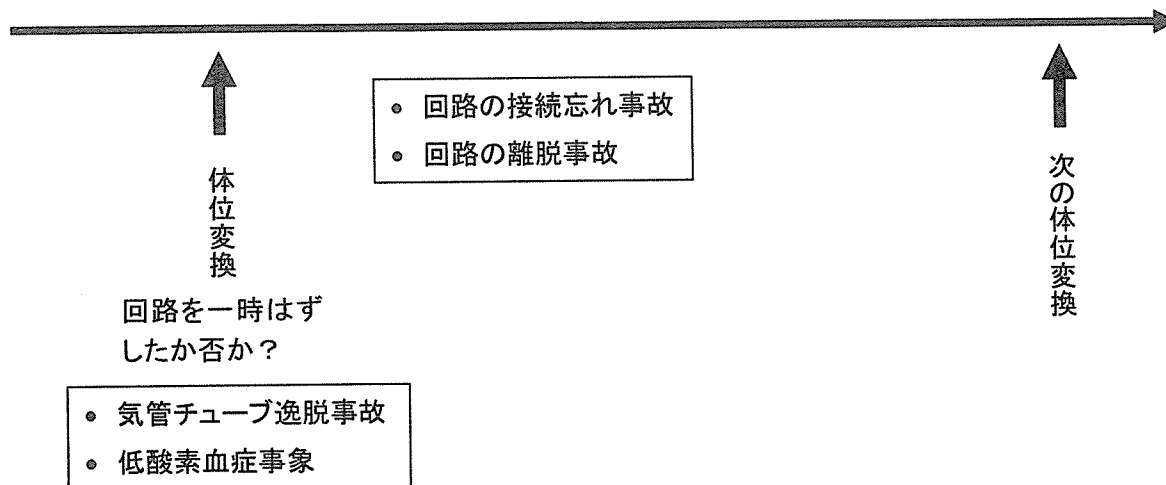 • 回路の接続忘れ事故
• 回路の離脱事故
体位変換
次の体位変換
回路を一時はず
したか否か？
• 気管チューブ逸脱事故
• 低酸素血症事象